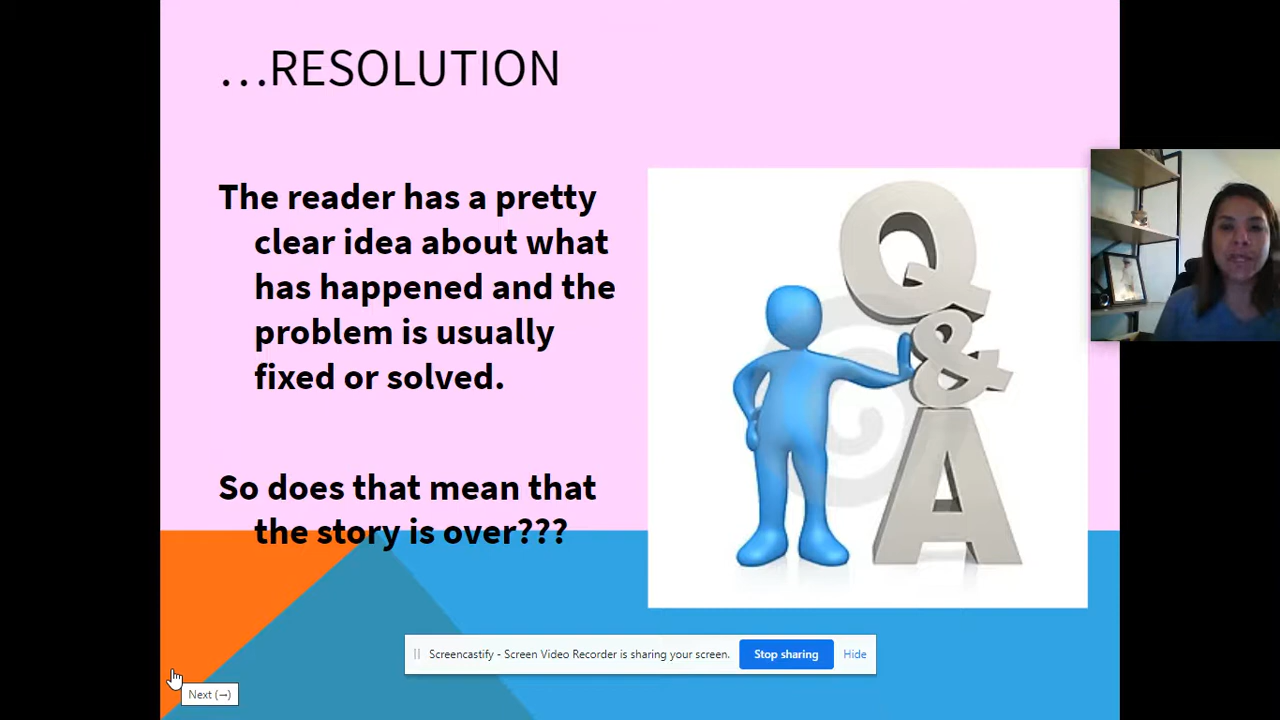 ...RESOLUTION
The reader has a pretty
clear idea about what
has happened and the
problem is usually
fixed or solved.
So does that mean that
the story is over???
Q
&
A
Screencastify - Screen Video Recorder is sharing your screen.
Stop sharing
Hide
Next (→)